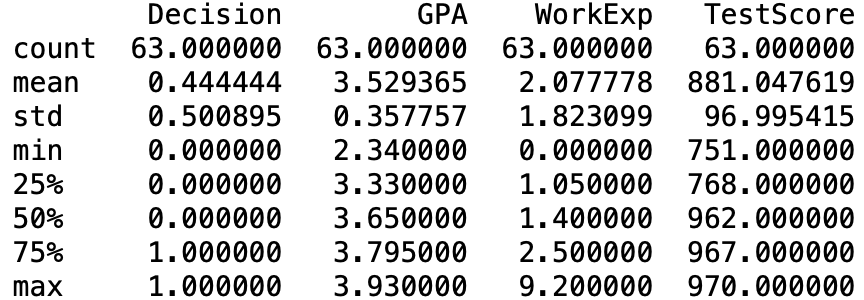 Decision GPA WorkExp TestScore
count 63.000000 63.000000 63.000000 63.000000
mean 0.444444 3.529365 2.077778 881.047619
std 0.500895 0.357757 1.823099 96.995415
min 0.000000 2.340000 0.000000 751.000000
25% 0.000000 3.330000 1.050000 768.000000
50% 0.000000 3.650000 1.400000 962.000000
75% 1.000000 3.795000 2.500000 967.000000
max 1.000000 3.930000 9.200000 970.000000